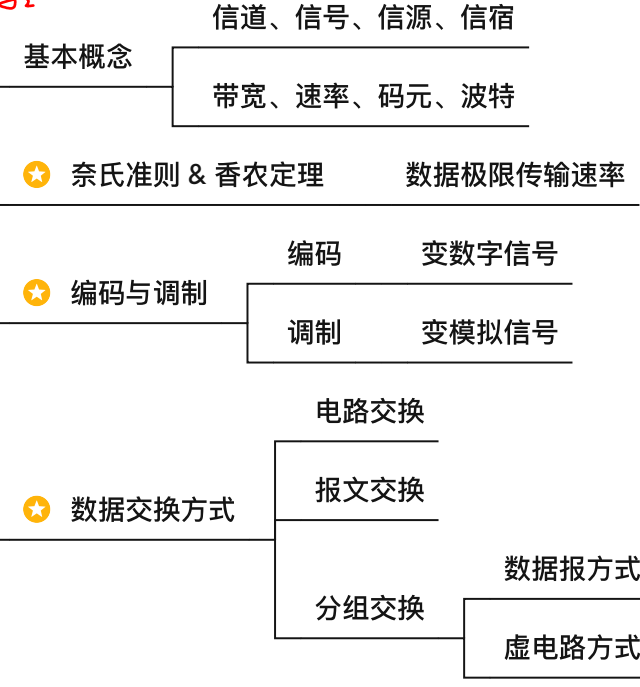 信道、信号、信源、信宿
基本概念
带宽、速率、码元、波特
奈氏准则 & 香农定理 数据极限传输速率
编码 变数字信号
编码与调制
调制 变模拟信号
电路交换
报文交换
数据交换方式
数据报方式
分组交换
虚电路方式